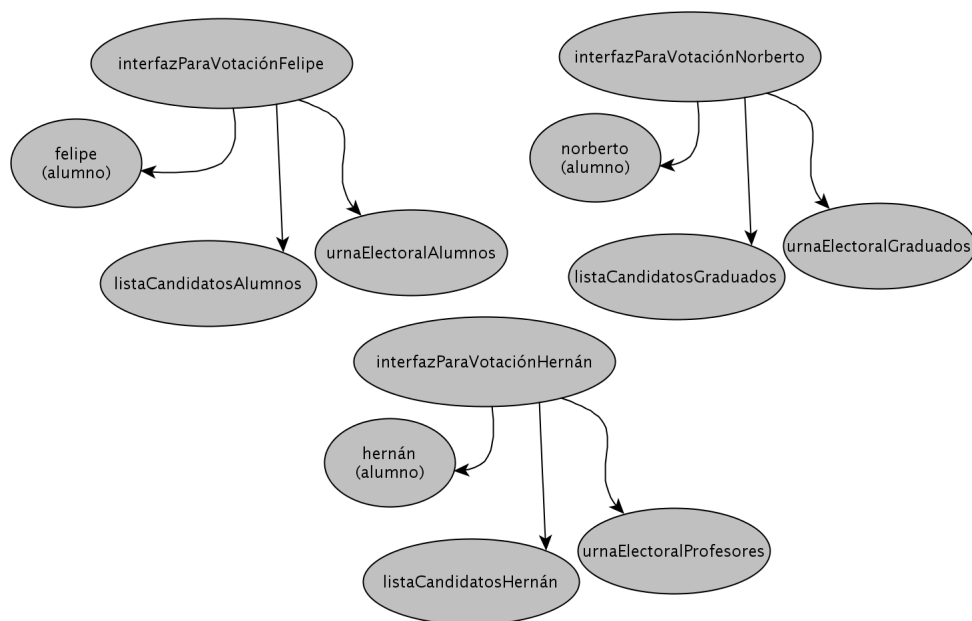 interfazParaVotaciónFelipe
felipe
(alumno)
listaCandidatosAlumnos
urnaElectoralAlumnos
interfazParaVotaciónNorberto
norberto
(alumno)
listaCandidatosGraduados
urnaElectoralGraduados
interfazParaVotaciónHernán
hernán
(alumno)
listaCandidatosHernán
urnaElectoralProfesores